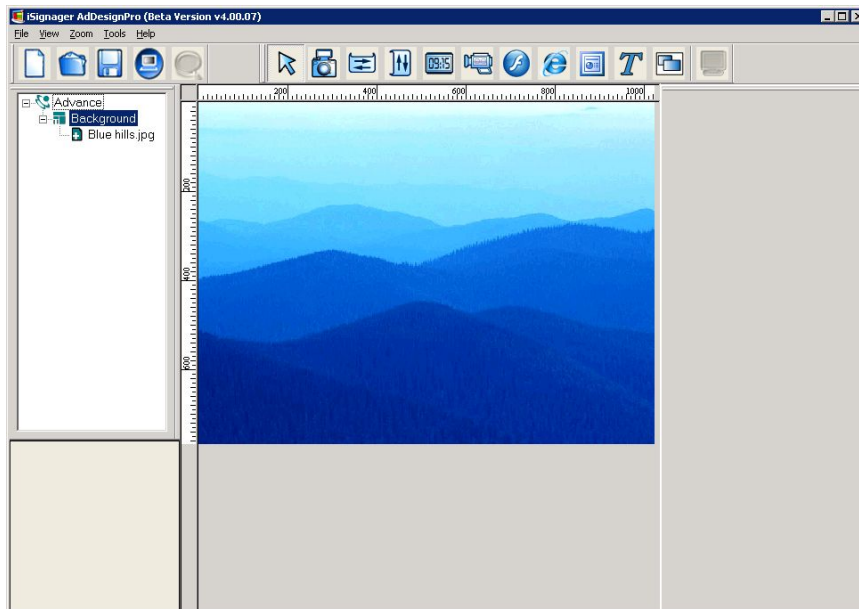 iSignager AdDesignPro (Beta Version v4.00.07)
File View Zoom Tools Help
09:15 T
200 400 600 800 1000
Advance
Background
Blue hills.jpg
200
400
600